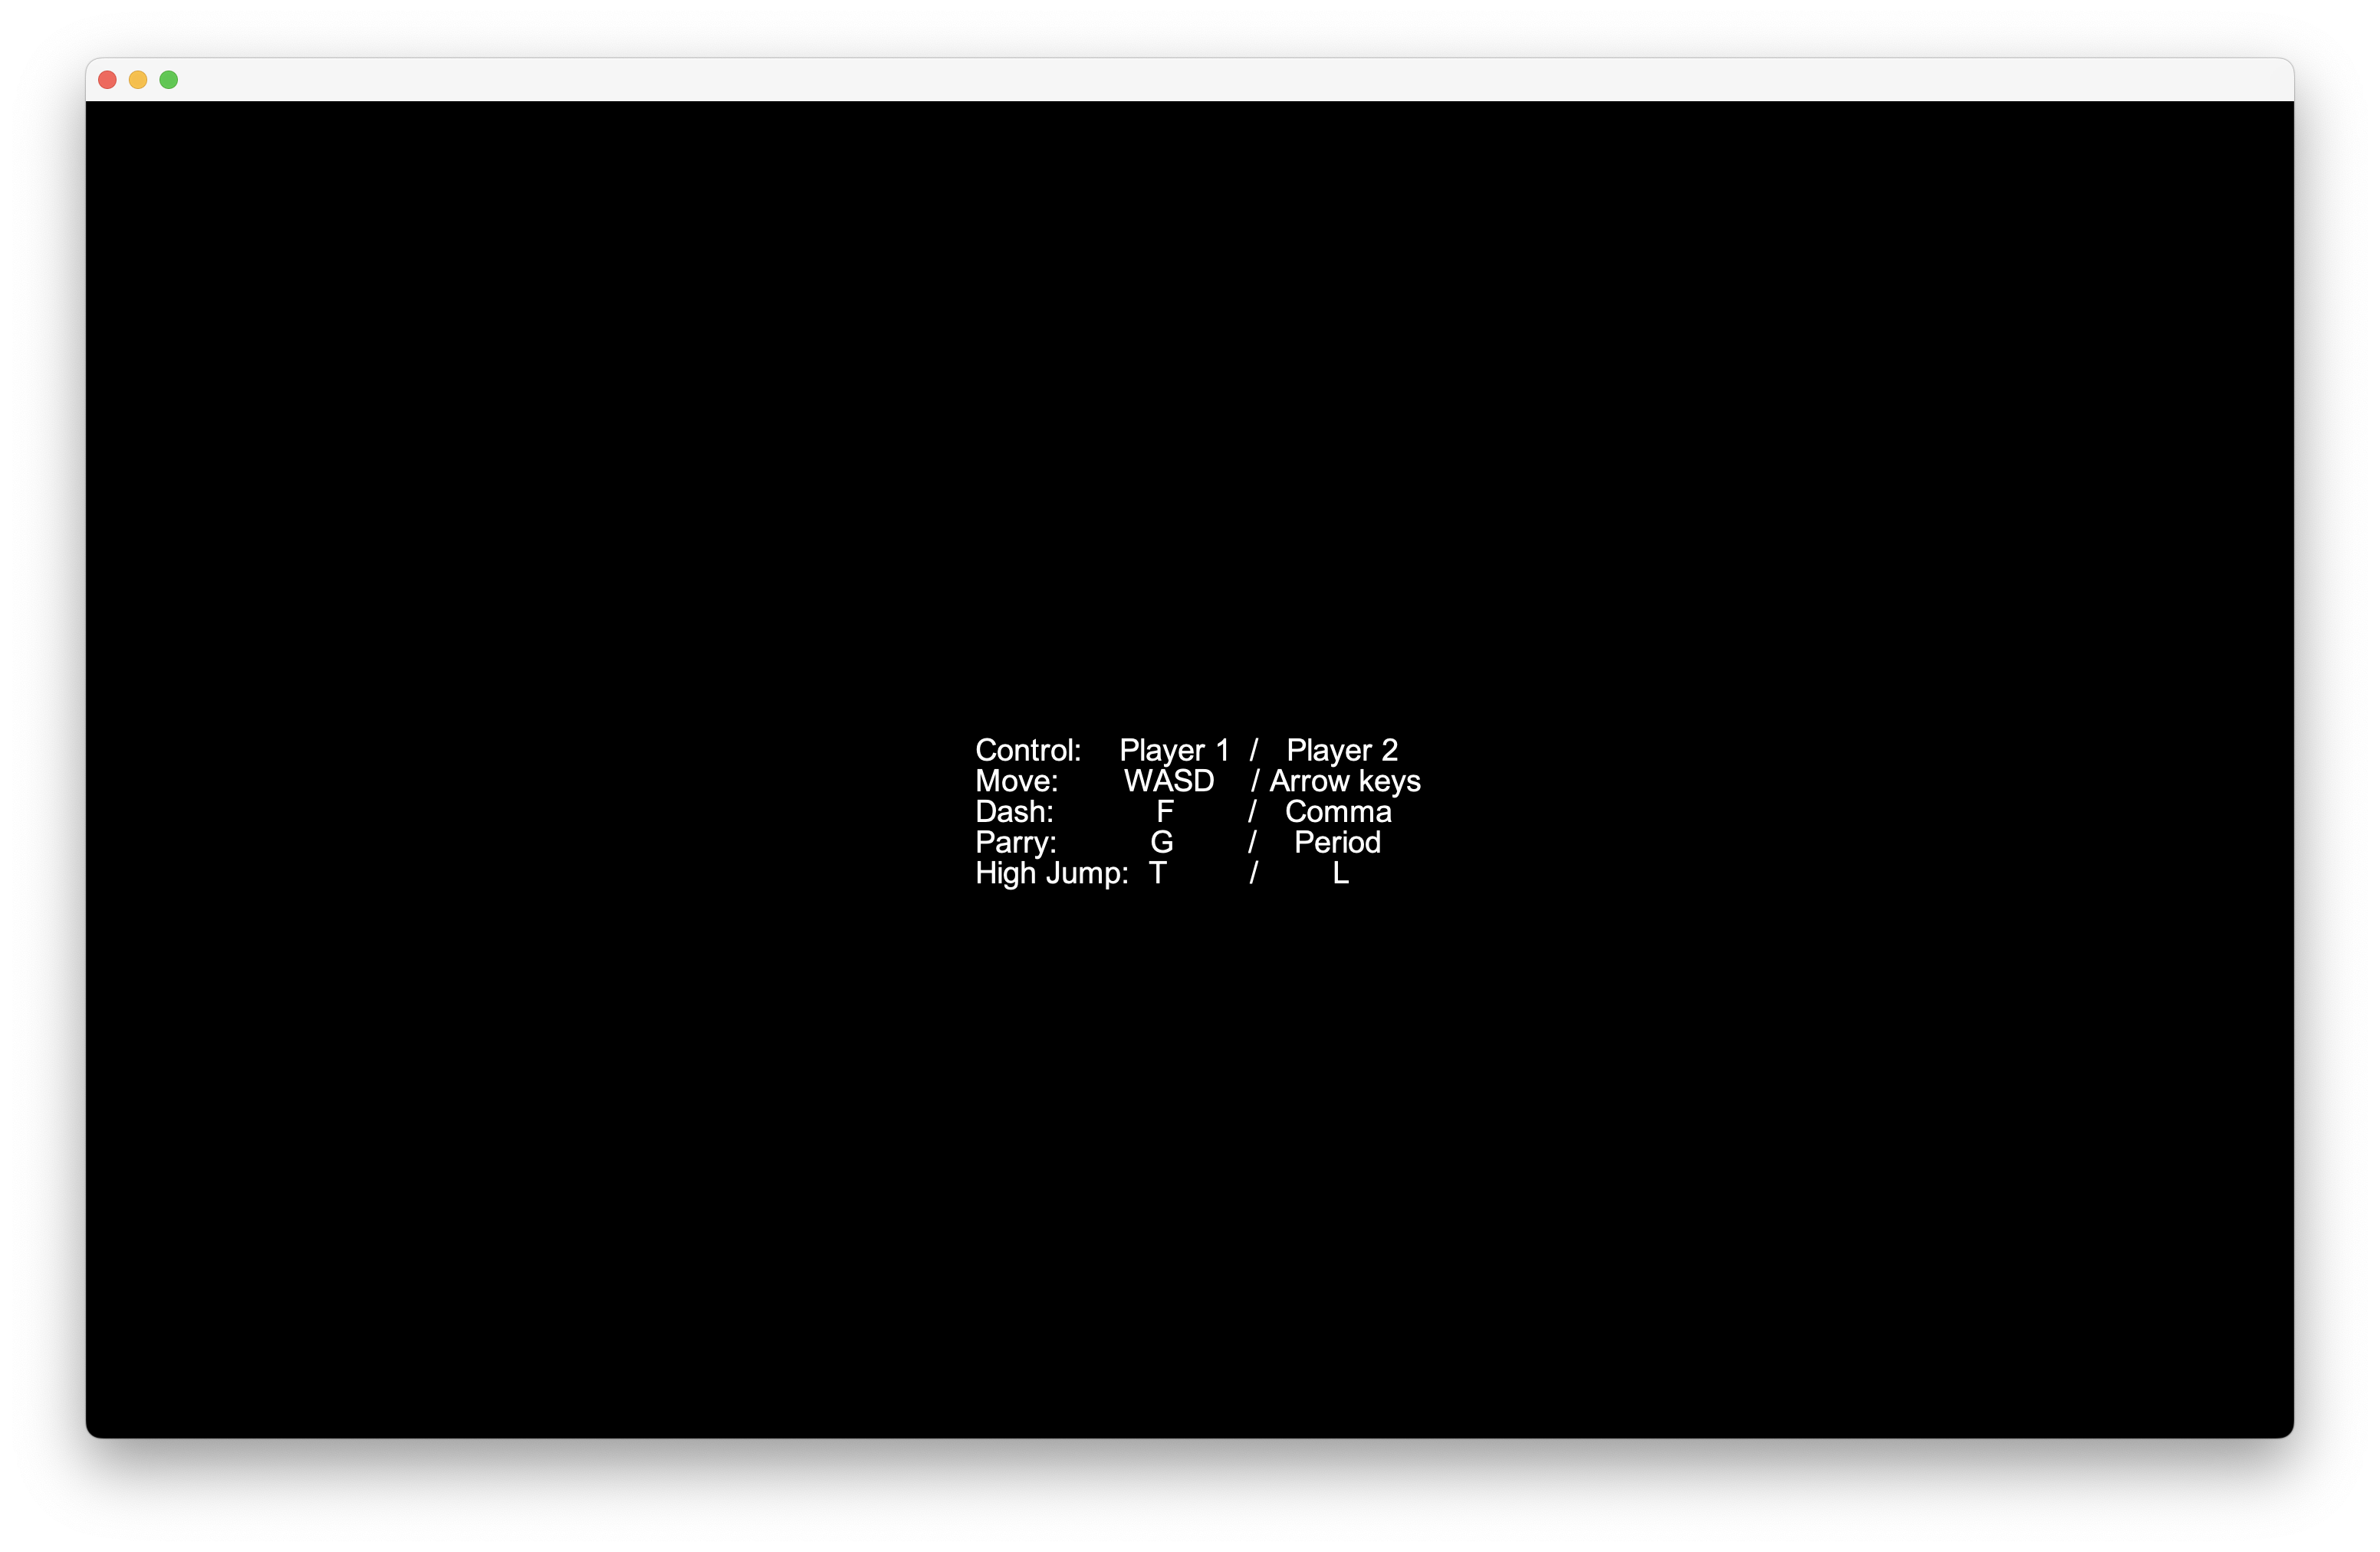 Control: Player 1 / Player 2
Move: WASD / Arrow keys
Dash: F / Comma
Parry: G / Period
High Jump: T / L